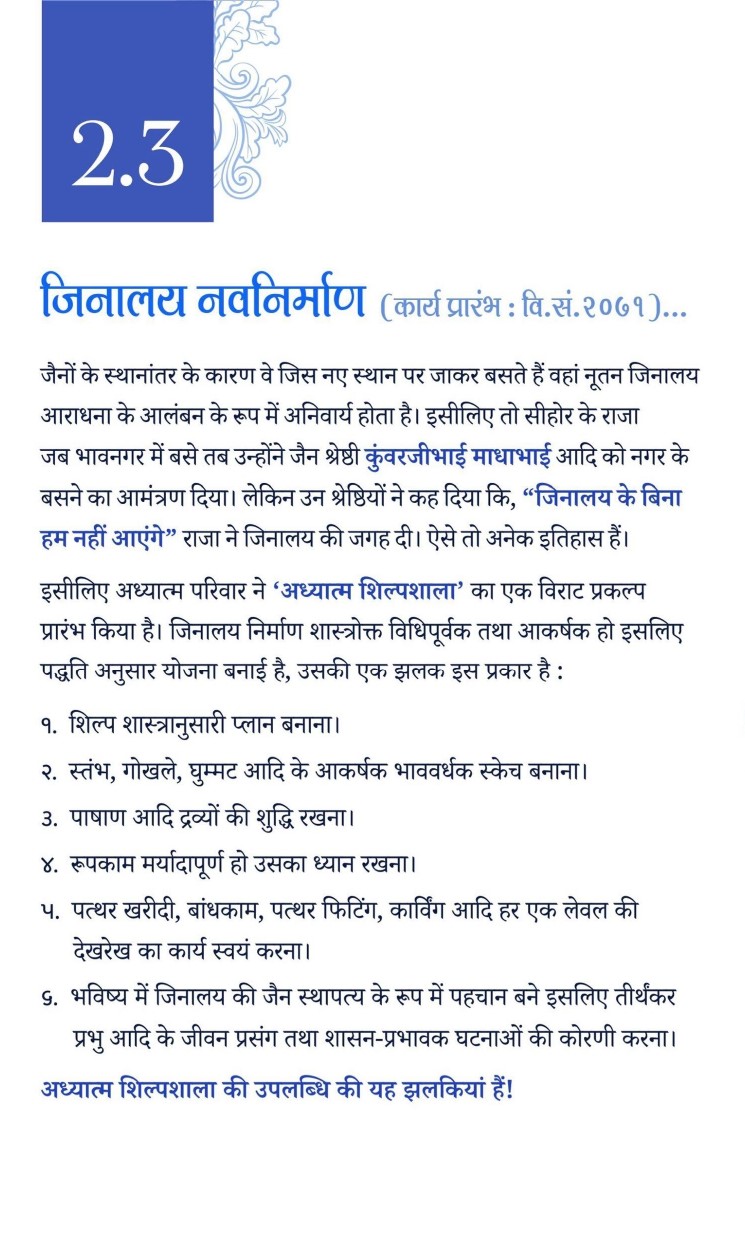 2.3
जिनालय नवनिर्माण (कार्य प्रारंभ : वि.सं.२०७१)...
जैनों के स्थानांतर के कारण वे जिस नए स्थान पर जाकर बसते हैं वहां नूतन जिनालय
आराधना के आलंबन के रूप में अनिवार्य होता है। इसीलिए तो सीहोर के राजा
जब भावनगर में बसे तब उन्होंने जैन श्रेष्ठी कुंवरजीभाई माधाभाई आदि को नगर के
बसने का आमंत्रण दिया। लेकिन उन श्रेष्ठियों ने कह दिया कि, “जिनालय के बिना
हम नहीं आएंगे” राजा ने जिनालय की जगह दी। ऐसे तो अनेक इतिहास हैं।
इसीलिए अध्यात्म परिवार ने ‘अध्यात्म शिल्पशाला’ का एक विराट प्रकल्प
प्रारंभ किया है। जिनालय निर्माण शास्त्रोक्त विधिपूर्वक तथा आकर्षक हो इसलिए
पद्धति अनुसार योजना बनाई है, उसकी एक झलक इस प्रकार है :
१. शिल्प शास्त्रानुसारी प्लान बनाना।
२. स्तंभ, गोखले, घुम्मट आदि के आकर्षक भाववर्धक स्केच बनाना।
३. पाषाण आदि द्रव्यों की शुद्धि रखना।
४. रूपकाम मर्यादापूर्ण हो उसका ध्यान रखना।
५. पत्थर खरीदी, बांधकाम, पत्थर फिटिंग, कार्विंग आदि हर एक लेवल की
देखरेख का कार्य स्वयं करना।
६. भविष्य में जिनालय की जैन स्थापत्य के रूप में पहचान बने इसलिए तीर्थंकर
प्रभु आदि के जीवन प्रसंग तथा शासन-प्रभावक घटनाओं की कोरणी करना।
अध्यात्म शिल्पशाला की उपलब्धि की यह झलकियां हैं!